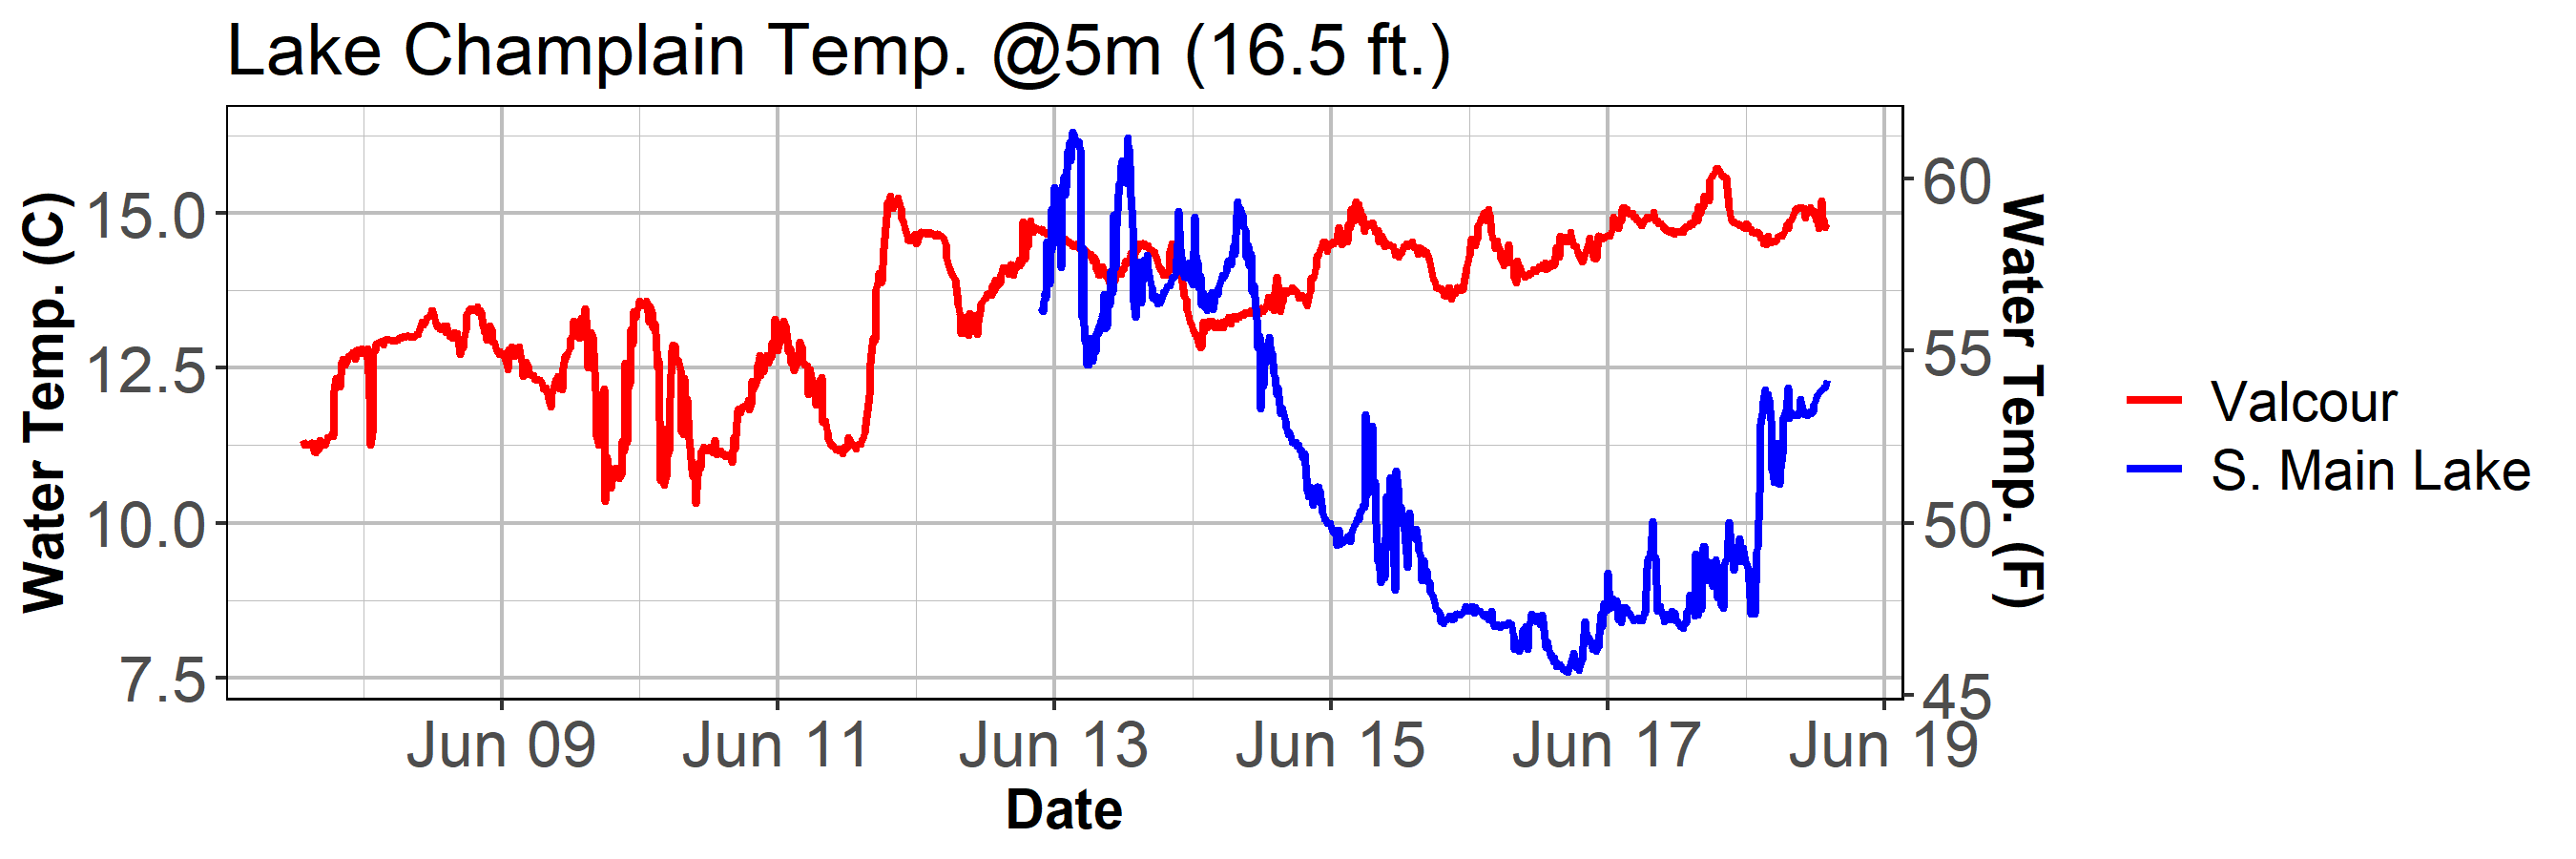 Lake Champlain Temp. @5m (16.5 ft.)
Water Temp. (C)
15.0
12.5
10.0
7.5
60
55
50
45
Water Temp. (F)
Jun 09 Jun 11 Jun 13 Jun 15 Jun 17 Jun 19
Date
Valcour
S. Main Lake